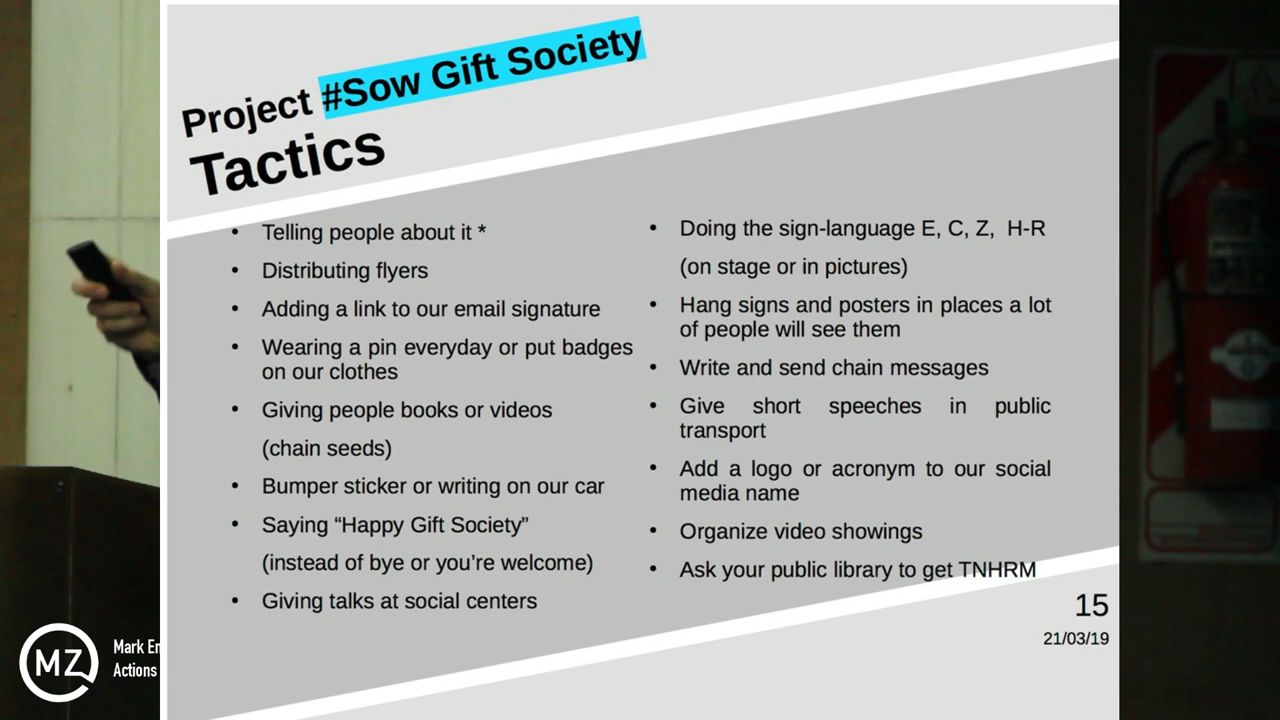 Project #Sow Gift Society
Tactics
• Telling people about it *
• Distributing flyers
• Adding a link to our email signature
• Wearing a pin everyday or put badges
on our clothes
• Giving people books or videos
(chain seeds)
• Bumper sticker or writing on our car
• Saying “Happy Gift Society”
(instead of bye or you’re welcome)
• Giving talks at social centers
• Doing the sign-language E, C, Z, H-R
(on stage or in pictures)
• Hang signs and posters in places a lot
of people will see them
• Write and send chain messages
• Give short speeches in public
transport
• Add a logo or acronym to our social
media name
• Organize video showings
• Ask your public library to get TNHRM
15
21/03/19
MZ
Mark En
Actions